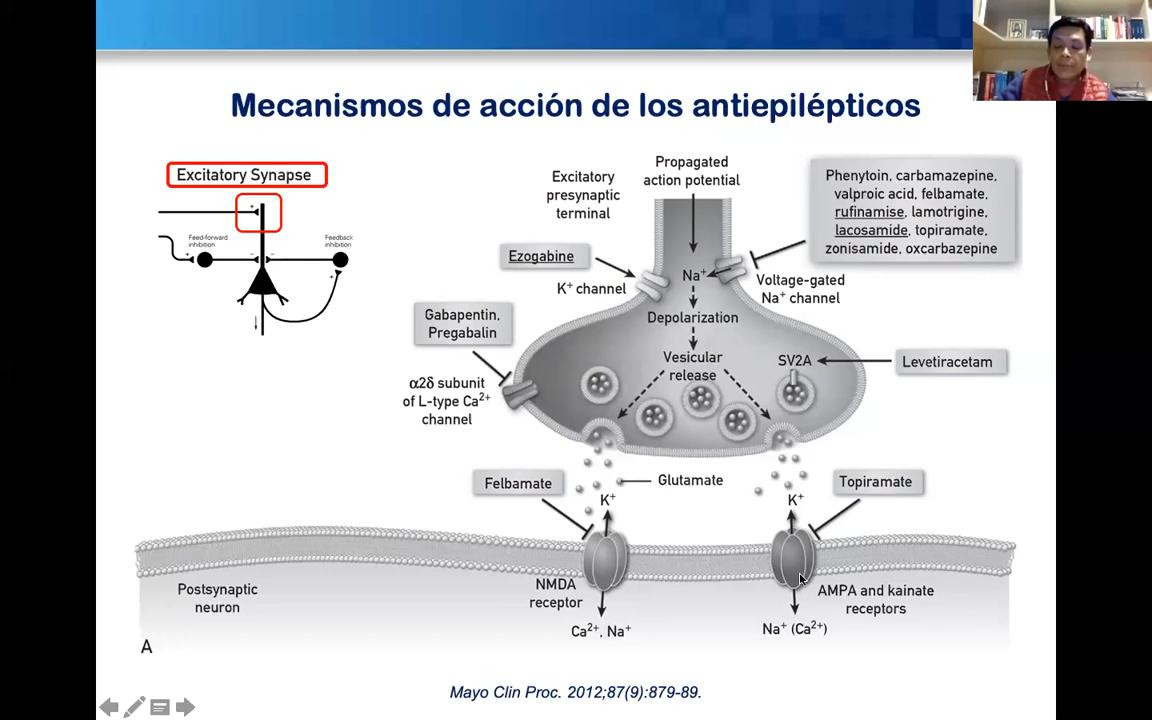 Mecanismos de acción de los antiepilépticos
Excitatory Synapse
Feed-forward
inhibition
Feedback
inhibition
Excitatory
presynaptic
terminal
Propagated
action potential
Phenytoin, carbamazepine,
valproic acid, felbamate,
rufinamise, lamotrigine,
lacosamide, topiramate,
zonisamide, oxcarbazepine
Ezogabine
K⁺ channel
Na⁺
Voltage-gated
Na⁺ channel
Depolarization
Gabapentin,
Pregabalin
α2δ subunit
of L-type Ca²⁺
channel
Vesicular
release
SV2A
Levetiracetam
Felbamate
Glutamate
K⁺
K⁺
Topiramate
Postsynaptic
neuron
NMDA
receptor
Ca²⁺, Na⁺
AMPA and kainate
receptors
Na⁺ (Ca²⁺)
A
Mayo Clin Proc. 2012;87(9):879-89.